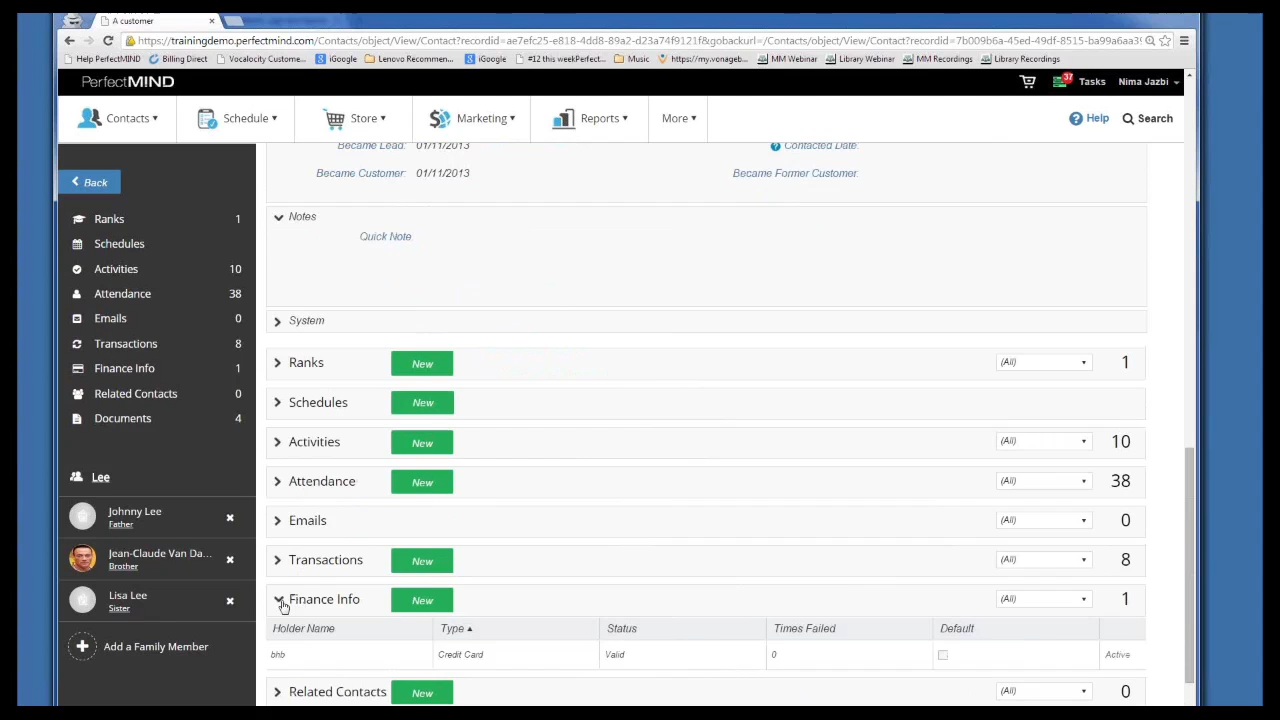 A customer
https://trainingdemo.perfectmind.com/Contacts/object/View/Contact?recordid=ae7efc25-e818-4dd8-89a2-d23a74f9121f&gobackurl=/Contacts/object/View/Contact?recordid=7b009b6a-45ed-49df-8515-ba99a6aa39
Help PerfectMIND Billing Direct Vocalocity Custome... iGoogle Lenovo Recommen... iGoogle #12 this weekPerfect... Music https://my.vonageb... MM Webinar Library Webinar MM Recordings Library Recordings
PerfectMIND 37 Tasks Nima Jazbi
Contacts Schedule Store Marketing Reports More Help Search
Became Lead: 01/11/2013 Contacted Date:
Became Customer: 01/11/2013 Became Former Customer:
Back
Ranks 1
Schedules
Activities 10
Attendance 38
Emails 0
Transactions 8
Finance Info 1
Related Contacts 0
Documents 4
Lee
Johnny Lee
Father
Jean-Claude Van Da...
Brother
Lisa Lee
Sister
Add a Family Member
Notes
Quick Note
System
Ranks New (All) 1
Schedules New
Activities New (All) 10
Attendance New (All) 38
Emails (All) 0
Transactions New (All) 8
Finance Info New (All) 1
Holder Name Type Status Times Failed Default
bhb Credit Card Valid 0 Active
Related Contacts New (All) 0